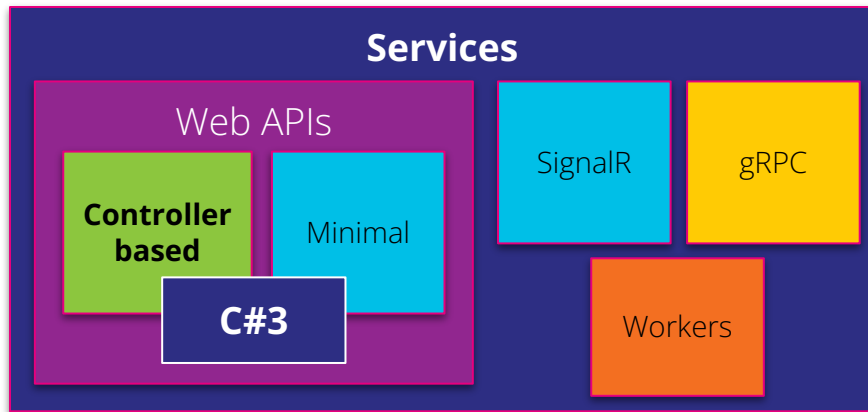 Services
Web APIs
Controller
based
Minimal
C#3
SignalR
gRPC
Workers